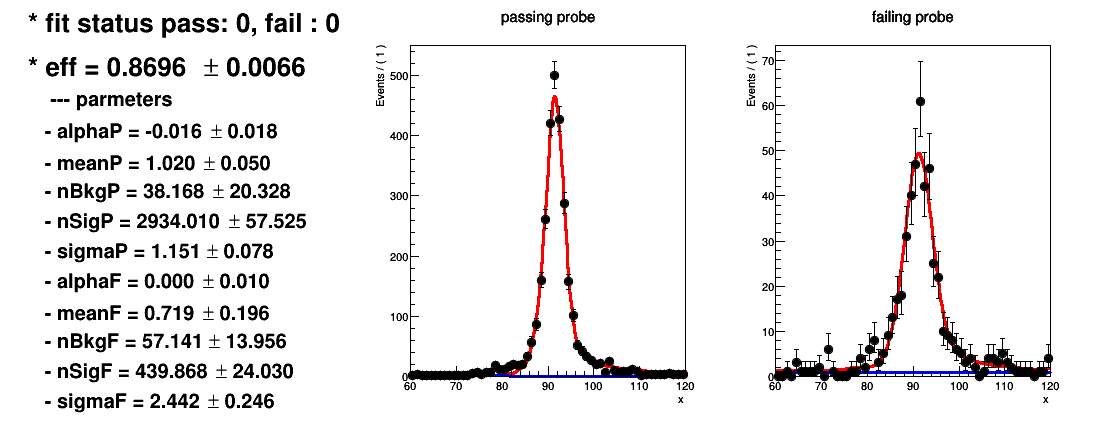 * fit status pass: 0, fail : 0
* eff = 0.8696 ± 0.0066
--- parmeters
- alphaP = -0.016 ± 0.018
- meanP = 1.020 ± 0.050
- nBkgP = 38.168 ± 20.328
- nSigP = 2934.010 ± 57.525
- sigmaP = 1.151 ± 0.078
- alphaF = 0.000 ± 0.010
- meanF = 0.719 ± 0.196
- nBkgF = 57.141 ± 13.956
- nSigF = 439.868 ± 24.030
- sigmaF = 2.442 ± 0.246
passing probe
Events / ( 1 )
500
400
300
200
100
0
60 70 80 90 100 110 120
x
failing probe
Events / ( 1 )
70
60
50
40
30
20
10
0
60 70 80 90 100 110 120
x